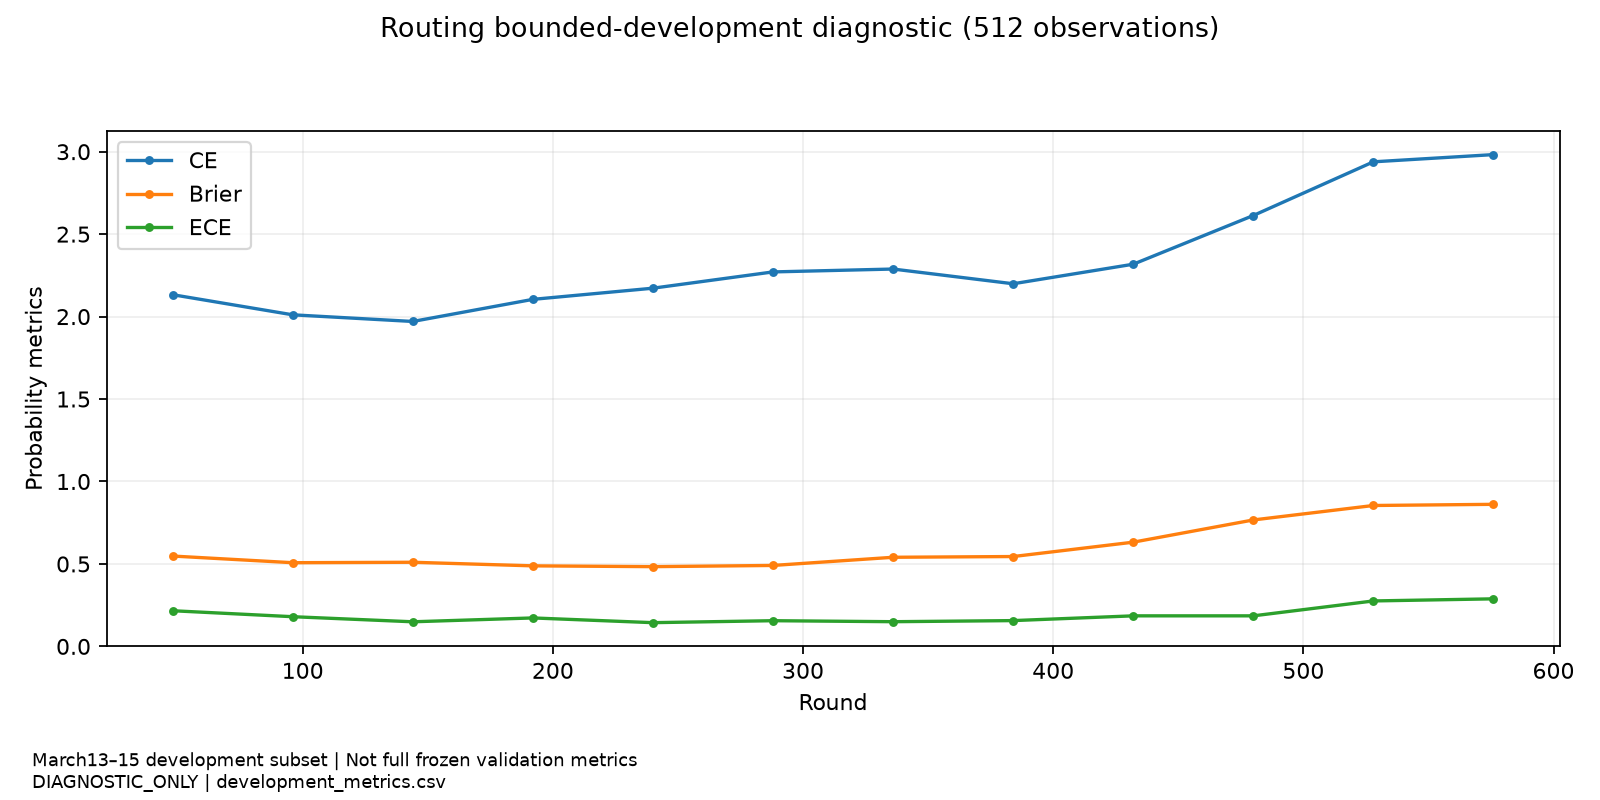 Routing bounded-development diagnostic (512 observations)
3.0
2.5
2.0
1.5
1.0
0.5
0.0
Probability metrics
CE
Brier
ECE
100
200
300
400
500
600
Round
March13–15 development subset | Not full frozen validation metrics
DIAGNOSTIC_ONLY | development_metrics.csv